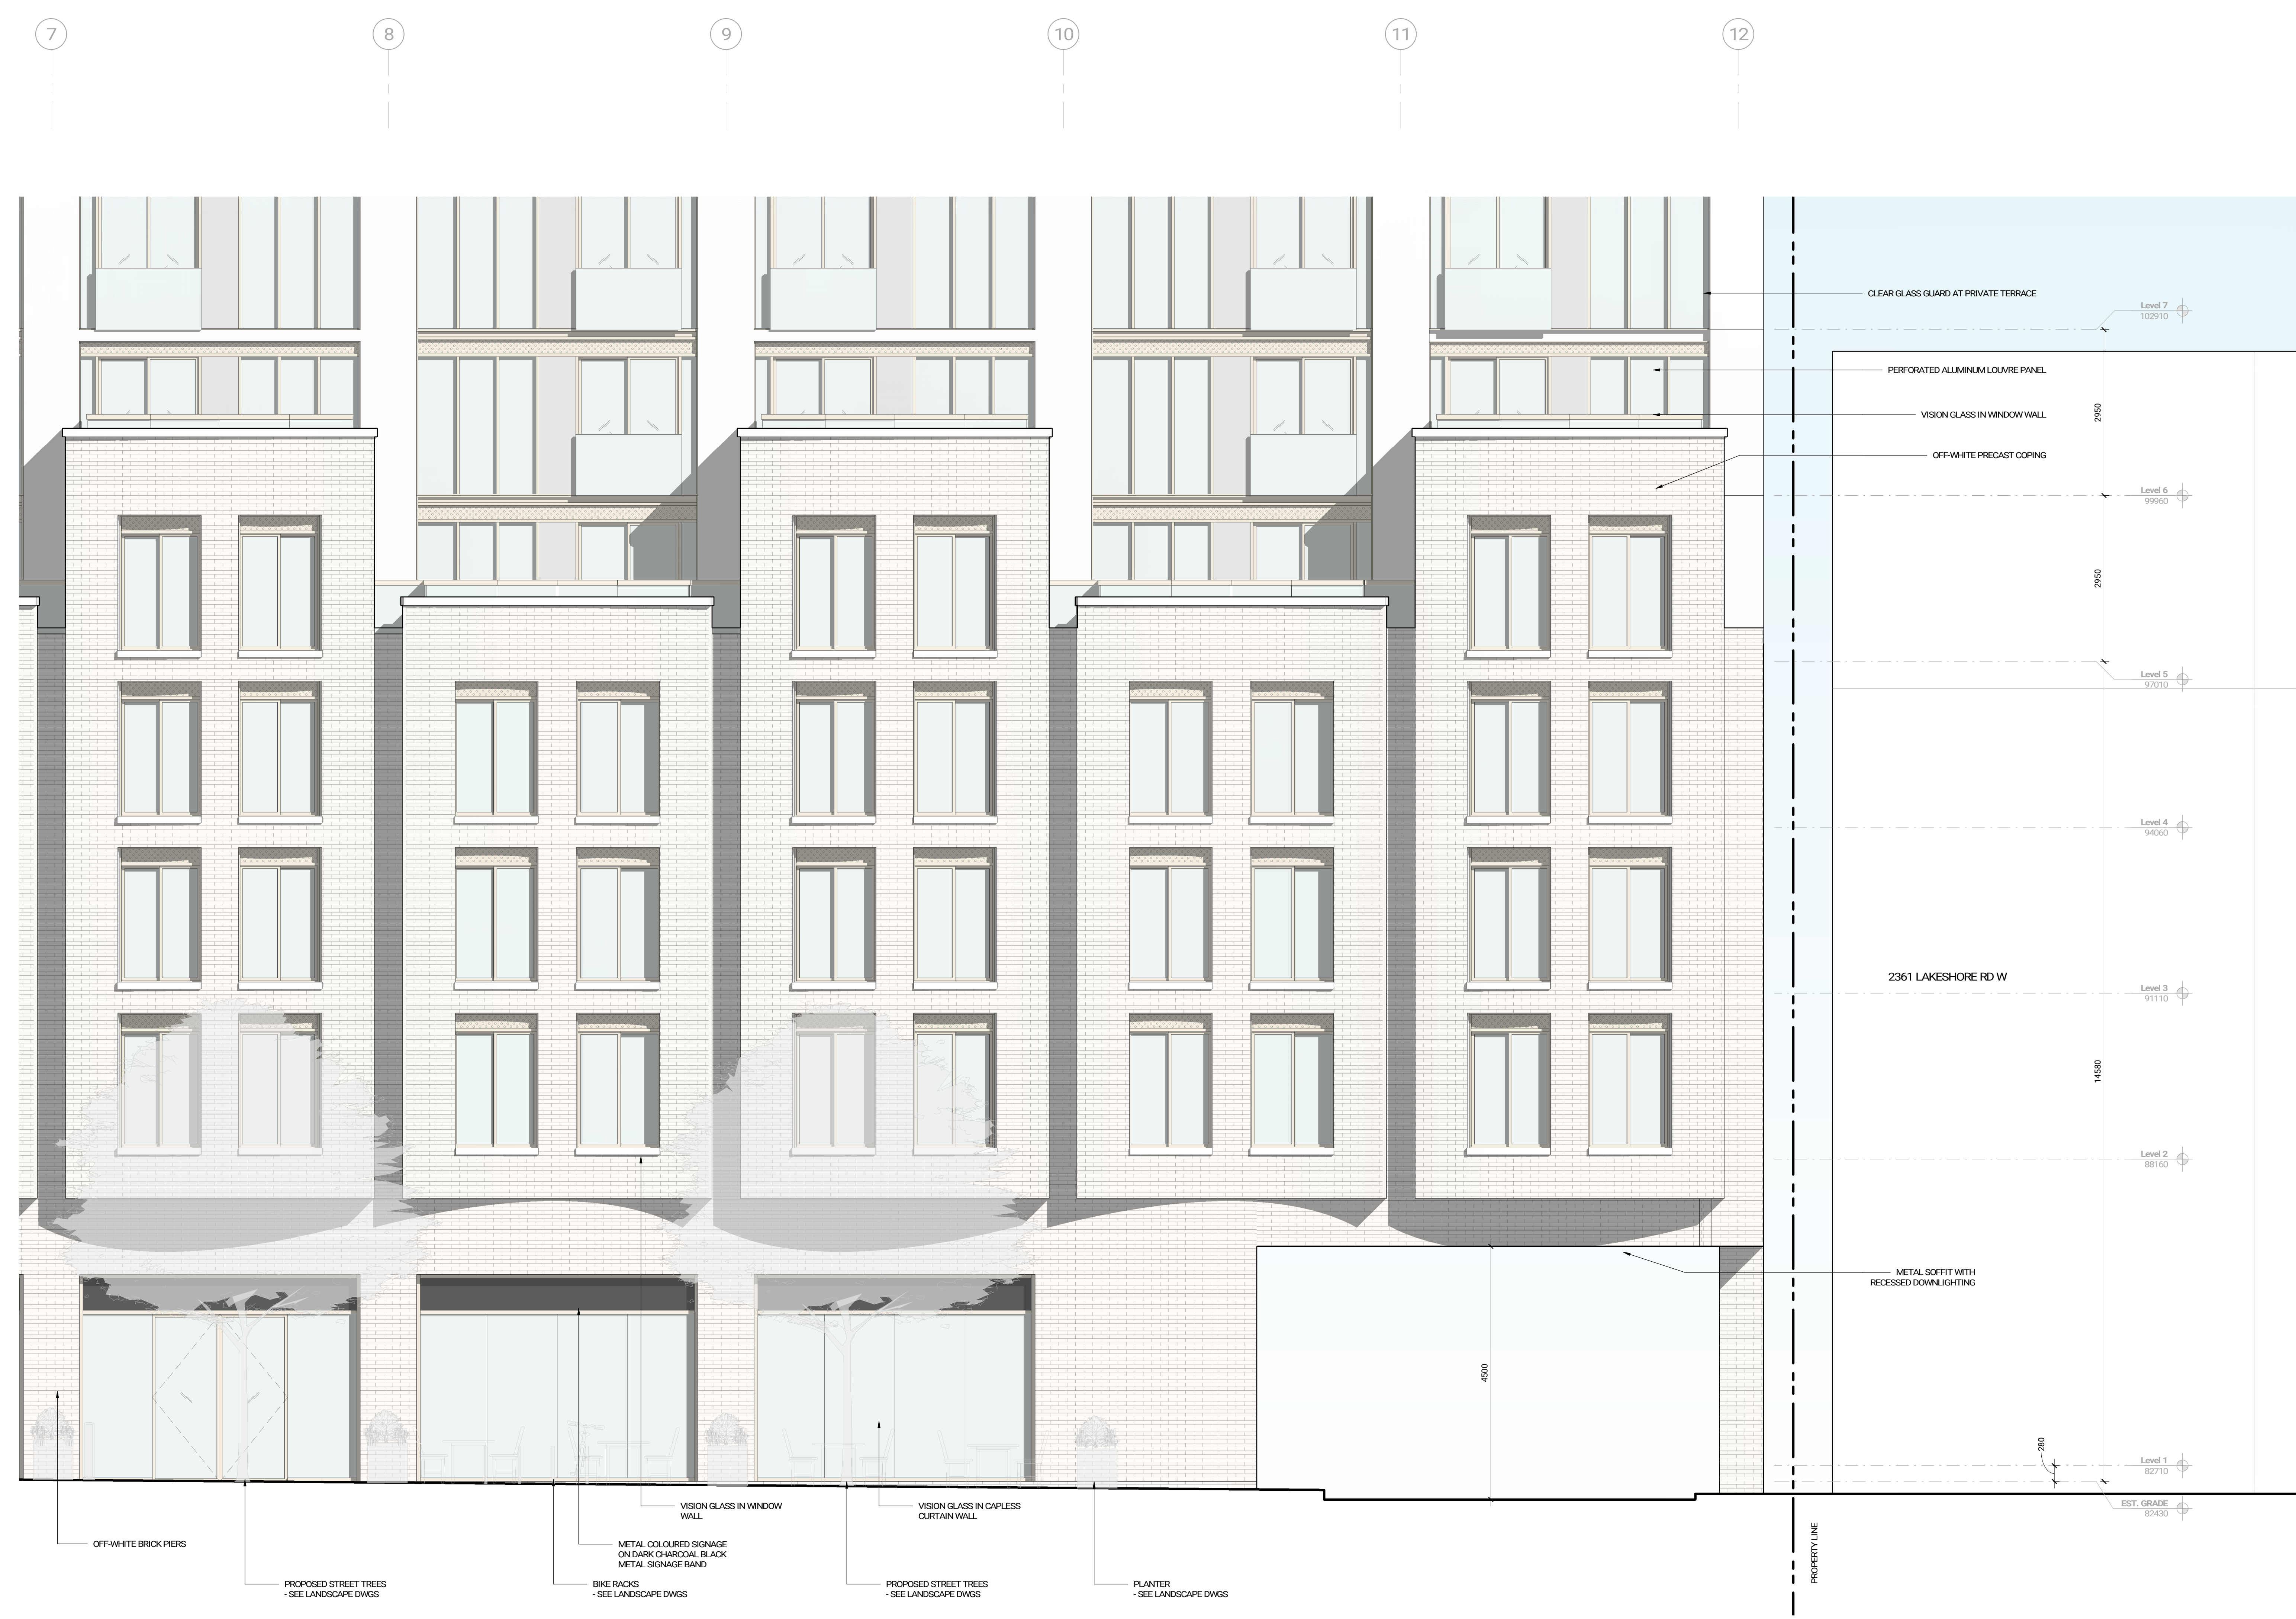 7
8
9
10
11
12
CLEAR GLASS GUARD AT PRIVATE TERRACE
Level 7
102910
PERFORATED ALUMINUM LOUVRE PANEL
2950
VISION GLASS IN WINDOW WALL
OFF-WHITE PRECAST COPING
Level 6
99960
2950
Level 5
97010
Level 4
94060
2361 LAKESHORE RD W
Level 3
91110
14580
Level 2
88160
METAL SOFFIT WITH
RECESSED DOWNLIGHTING
4500
280
Level 1
82710
EST. GRADE
82430
VISION GLASS IN WINDOW
WALL
VISION GLASS IN CAPLESS
CURTAIN WALL
OFF-WHITE BRICK PIERS
METAL COLOURED SIGNAGE
ON DARK CHARCOAL BLACK
METAL SIGNAGE BAND
PROPERTY LINE
PROPOSED STREET TREES
- SEE LANDSCAPE DWGS
BIKE RACKS
- SEE LANDSCAPE DWGS
PROPOSED STREET TREES
- SEE LANDSCAPE DWGS
PLANTER
- SEE LANDSCAPE DWGS